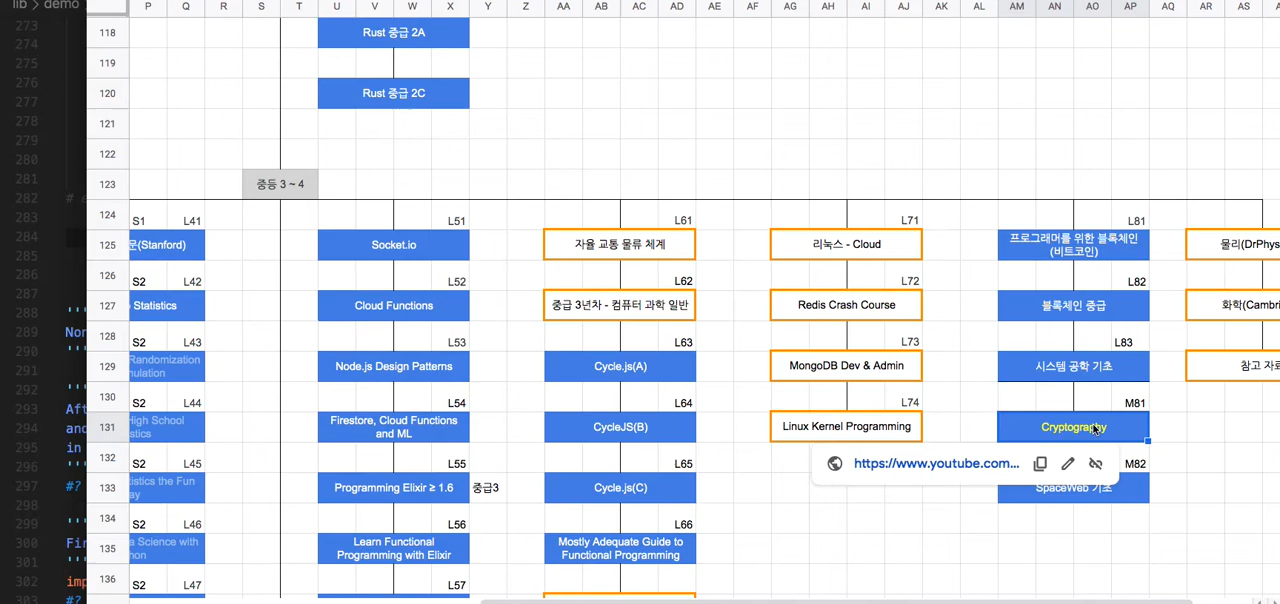 lib > demo
P Q R S T U V W X Y Z AA AB AC AD AE AF AG AH AI AJ AK AL AM AN AO AP AQ AR AS
273
274
276
277
278
279
280
281
282 # e
283
284
285
286
287
288 '''
289 Non
290 '''
291
292 '''
293 Aft
294 and
295 in
296 '''
297 #?
298
299 '''
300 Fir
301 '''
302 imp
303 #?
118 Rust 중급 2A
119
120 Rust 중급 2C
121
122
123 중등 3 ~ 4
124 S1 L41 L51 L61 L71 L81
125 문(Stanford) Socket.io 자율 교통 물류 체계 리눅스 - Cloud 프로그래머를 위한 블록체인
(비트코인) 물리(DrPhys
126 S2 L42 L52 L62 L72 L82
127 Statistics Cloud Functions 중급 3년차 - 컴퓨터 과학 일반 Redis Crash Course 블록체인 중급 화학(Cambri
128 S2 L43 L53 L63 L73 L83
129 Randomization
nulation Node.js Design Patterns Cycle.js(A) MongoDB Dev & Admin 시스템 공학 기초 참고 자료
130 S2 L44 L54 L64 L74 M81
131 High School
istics Firestore, Cloud Functions
and ML CycleJS(B) Linux Kernel Programming Cryptography
132 S2 L45 L55 L65 https://www.youtube.com... M82
133 tistics the Fun
ay Programming Elixir ≥ 1.6 중급3 Cycle.js(C) SpaceWeb 기초
134 S2 L46 L56 L66
135 a Science with
hon Learn Functional
Programming with Elixir Mostly Adequate Guide to
Functional Programming
136 S2 L47 L57